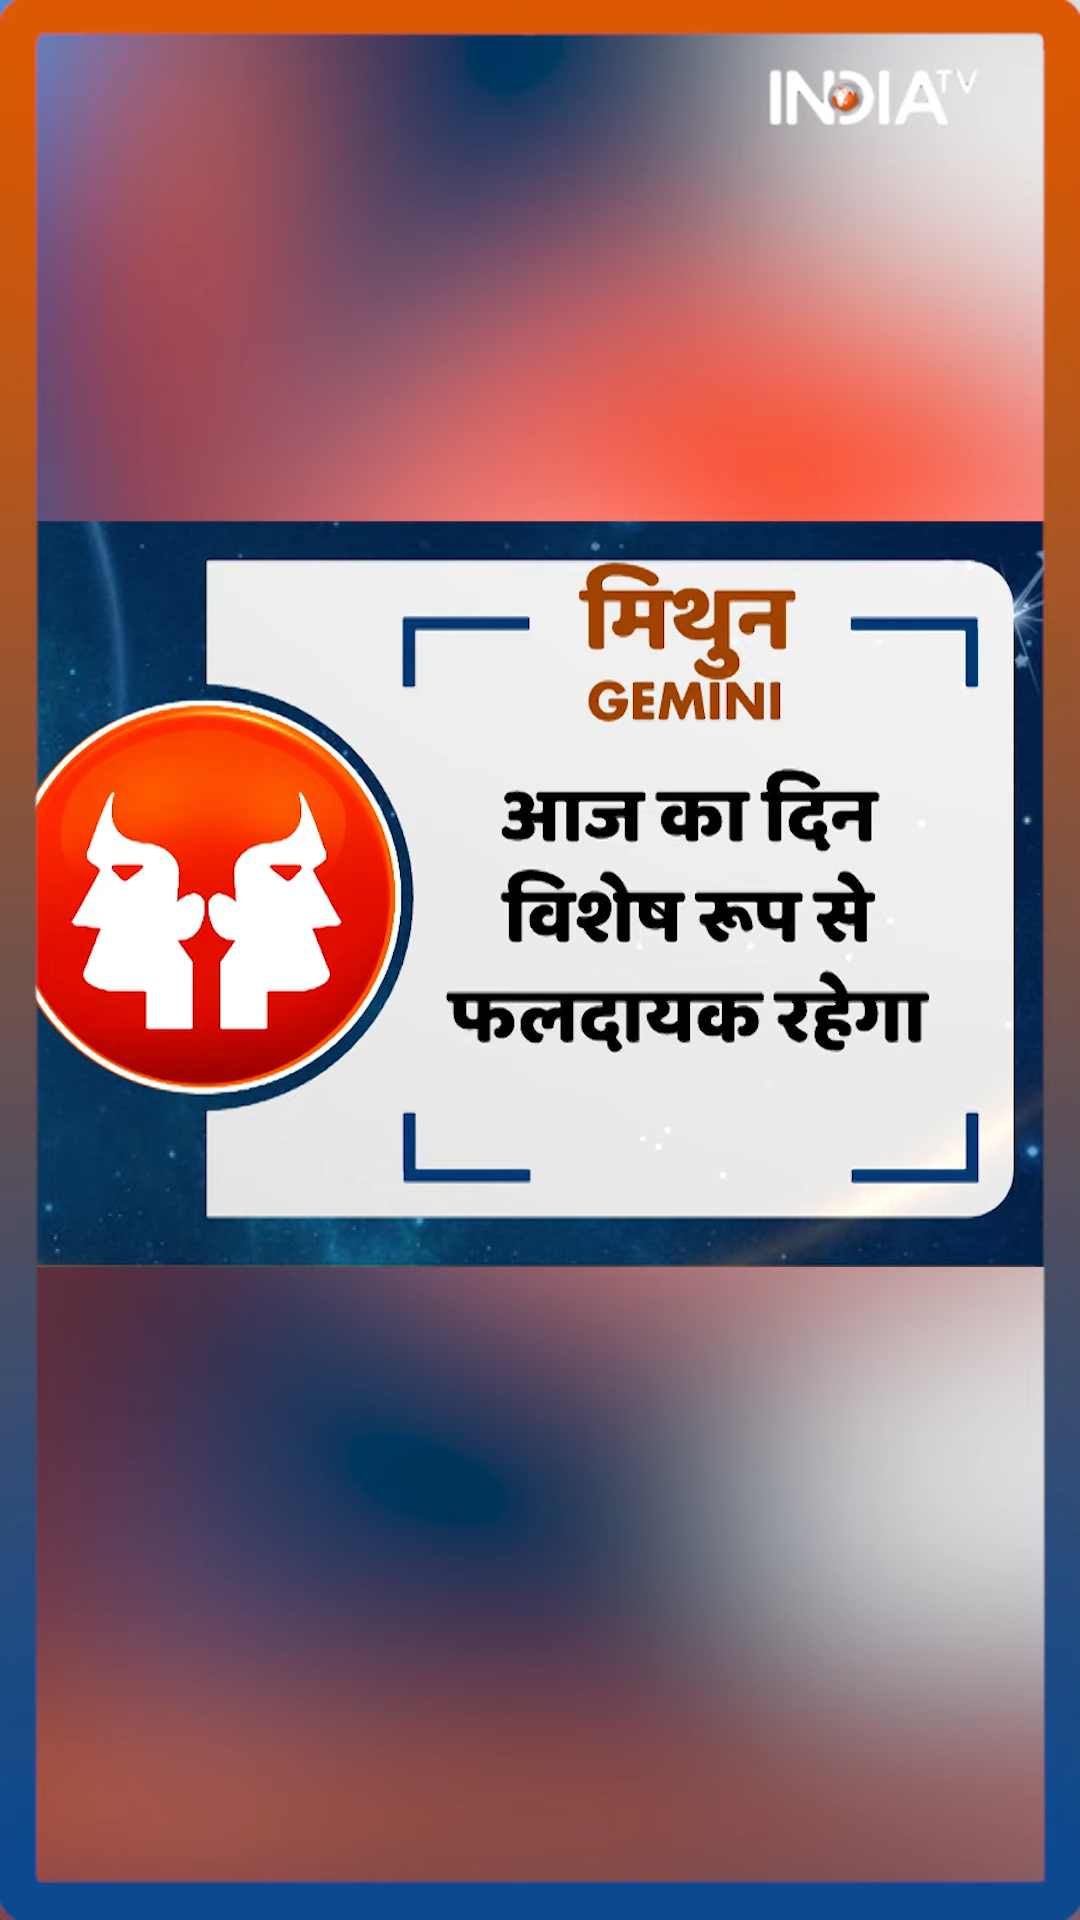 INDIA TV
मिथुन
GEMINI
आज का दिन
विशेष रूप से
फलदायक रहेगा